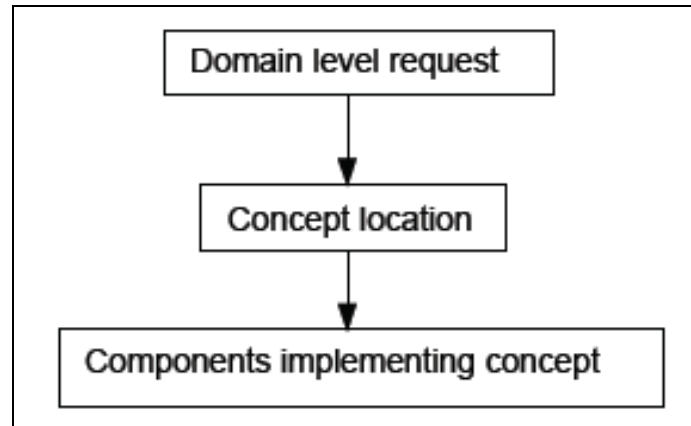 Domain level request
Concept location
Components implementing concept